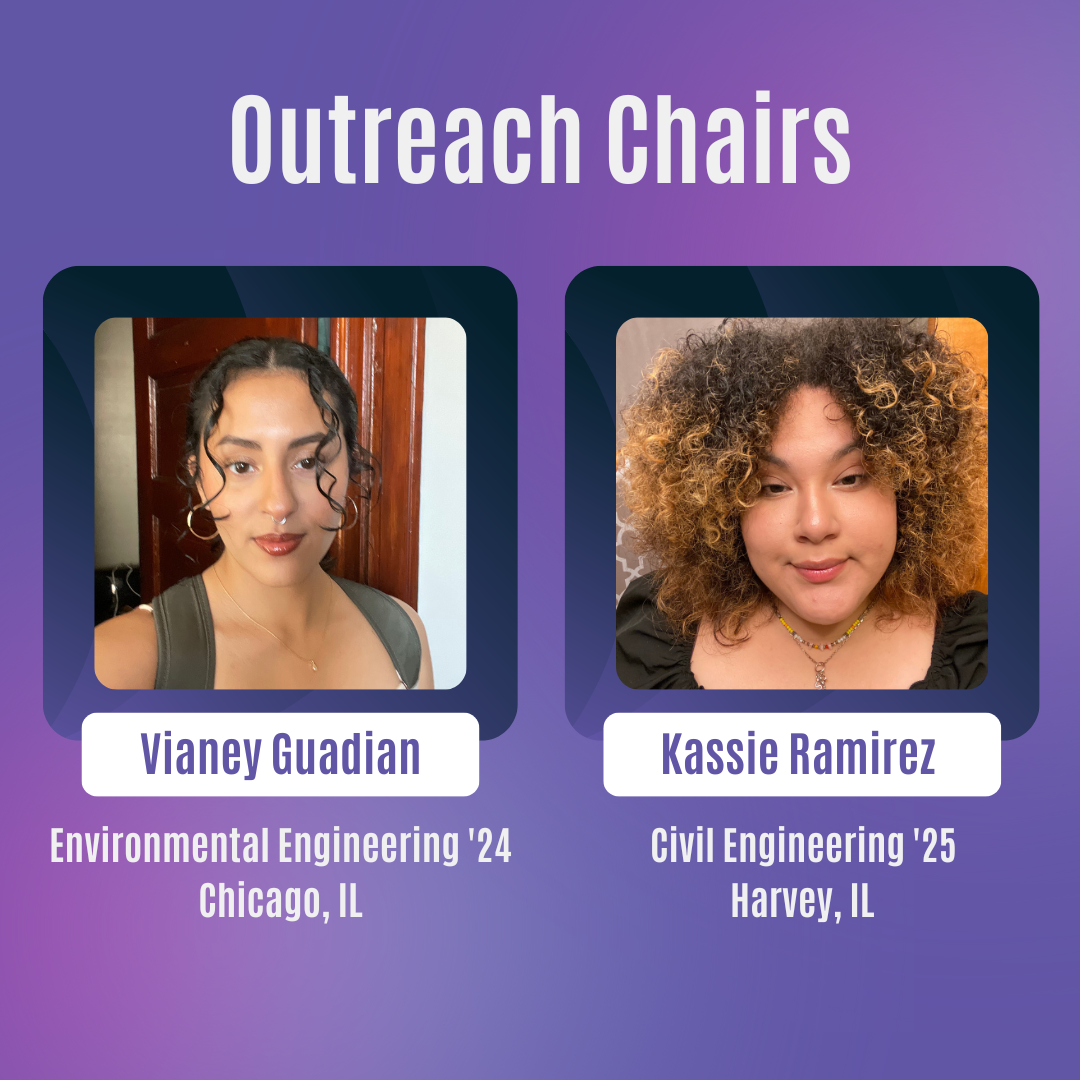 Outreach Chairs
Vianey Guadian
Environmental Engineering '24
Chicago, IL
Kassie Ramirez
Civil Engineering '25
Harvey, IL